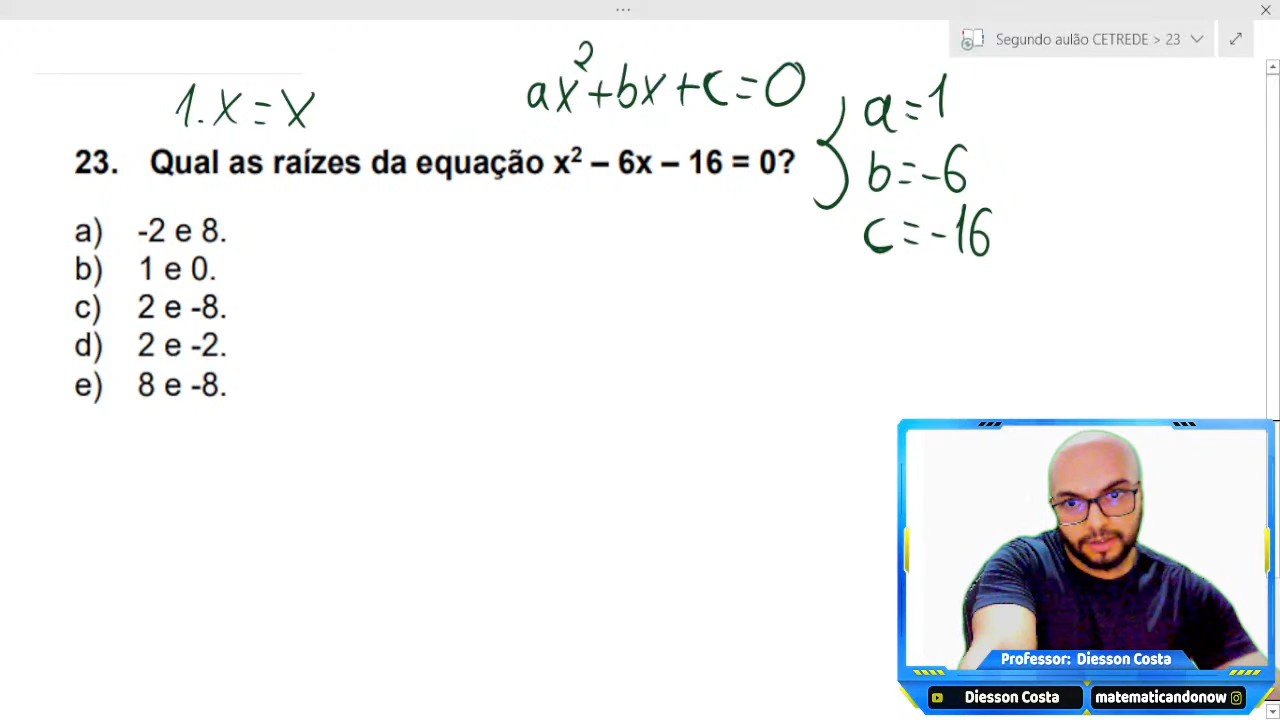 Segundo aulão CETREDE > 23
1.x=x
ax²+bx+c=0
a=1
b=-6
c=-16
23. Qual as raízes da equação x² – 6x – 16 = 0?
a) -2 e 8.
b) 1 e 0.
c) 2 e -8.
d) 2 e -2.
e) 8 e -8.
Professor: Diesson Costa
Diesson Costa
matematicandonow